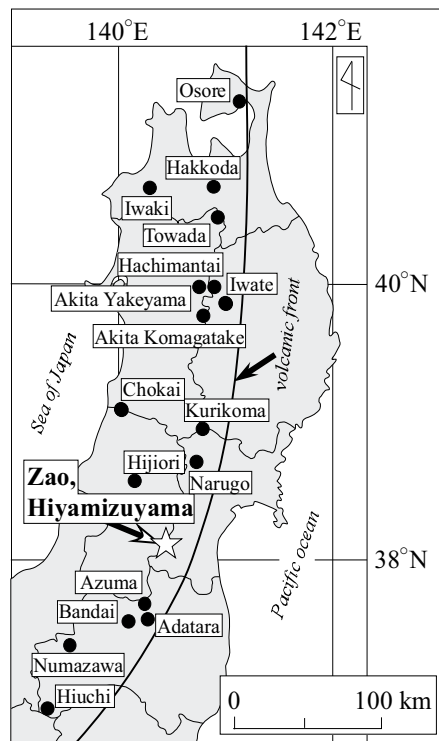 140°E 142°E
Osore
Hakkoda
Iwaki
Towada
Hachimantai
Iwate
40°N
Akita Yakeyama
Akita Komagatake
volcanic front
Sea of Japan
Chokai
Kurikoma
Hijiori
Narugo
Zao,
Hiyamizuyama
38°N
Pacific ocean
Azuma
Bandai
Adatara
Numazawa
Hiuchi
0 100 km